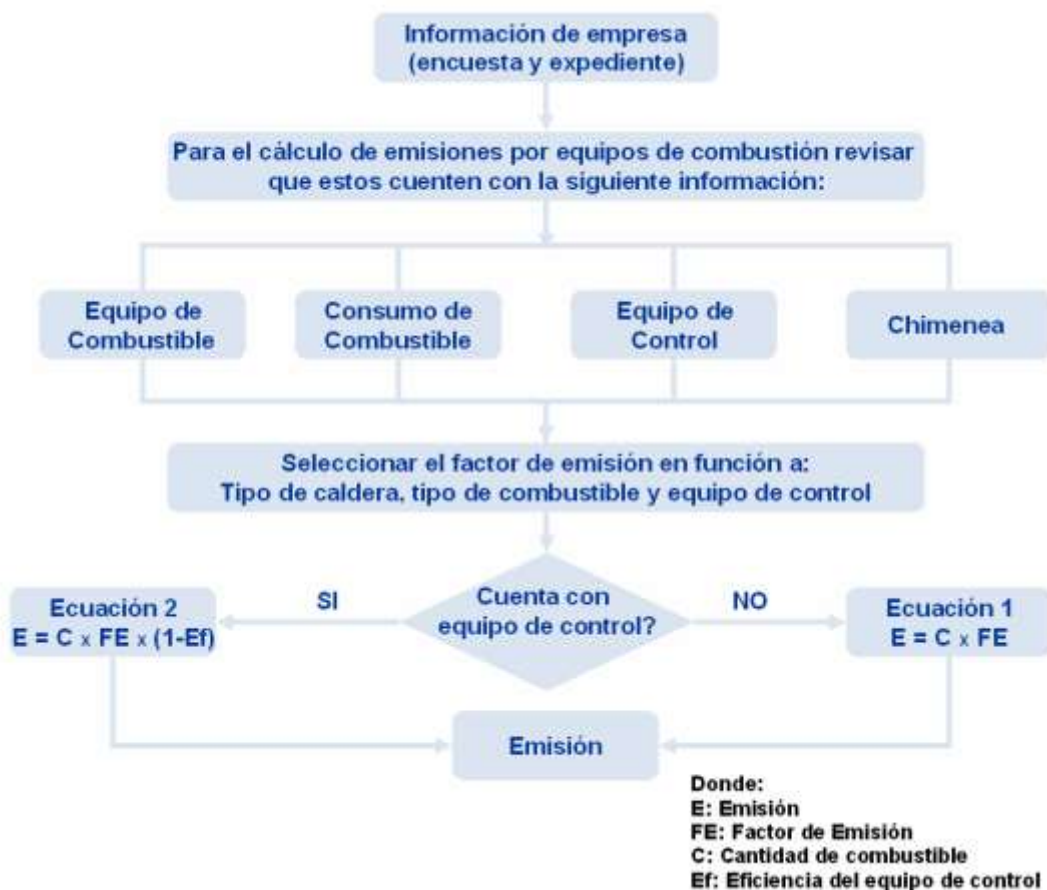 Información de empresa
(encuesta y expediente)
Para el cálculo de emisiones por equipos de combustión revisar
que estos cuenten con la siguiente información:
Equipo de
Combustible
Consumo de
Combustible
Equipo de
Control
Chimenea
Seleccionar el factor de emisión en función a:
Tipo de caldera, tipo de combustible y equipo de control
Cuenta con
equipo de control?
SI
NO
Ecuación 2
E = C x FE x (1-Ef)
Ecuación 1
E = C x FE
Emisión
Donde:
E: Emisión
FE: Factor de Emisión
C: Cantidad de combustible
Ef: Eficiencia del equipo de control